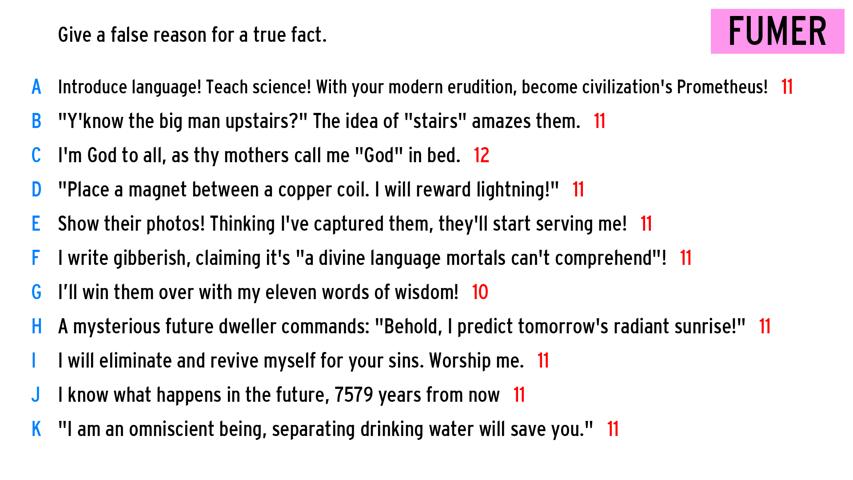 Give a false reason for a true fact.
FUMER
A Introduce language! Teach science! With your modern erudition, become civilization's Prometheus! 11
B "Y'know the big man upstairs?" The idea of "stairs" amazes them. 11
C I'm God to all, as thy mothers call me "God" in bed. 12
D "Place a magnet between a copper coil. I will reward lightning!" 11
E Show their photos! Thinking I've captured them, they'll start serving me! 11
F I write gibberish, claiming it's "a divine language mortals can't comprehend"! 11
G I'll win them over with my eleven words of wisdom! 10
H A mysterious future dweller commands: "Behold, I predict tomorrow's radiant sunrise!" 11
I I will eliminate and revive myself for your sins. Worship me. 11
J I know what happens in the future, 7579 years from now 11
K "I am an omniscient being, separating drinking water will save you." 11